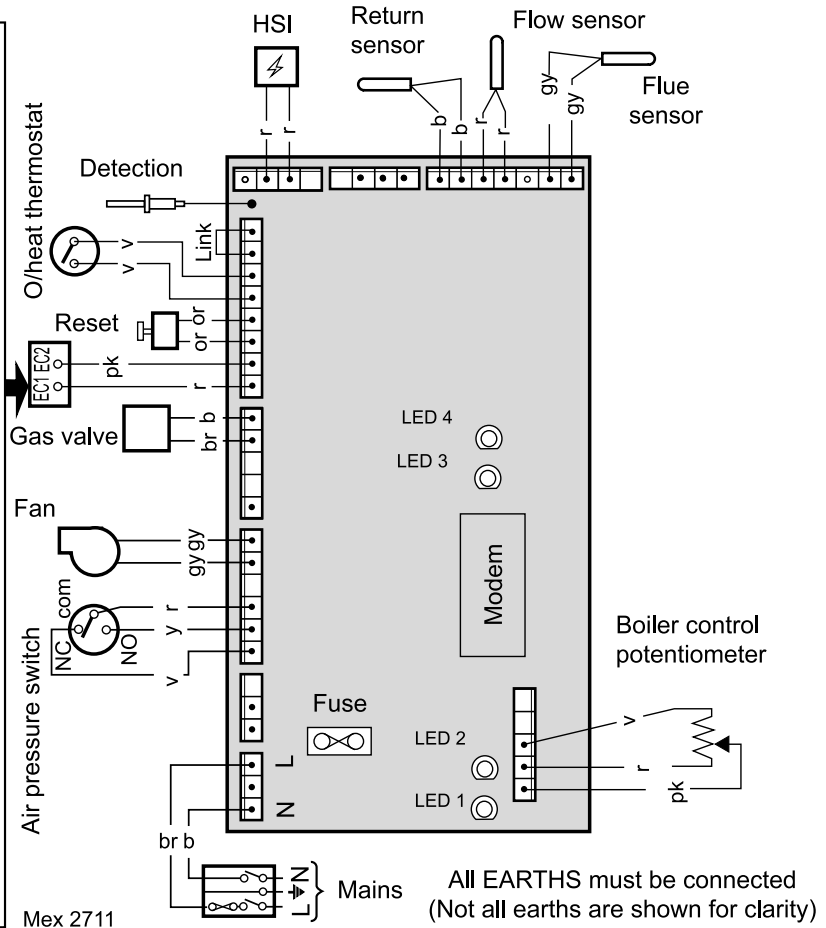 HSI
Return
sensor
Flow sensor
Flue
sensor
r
r
b
b
r
r
gy
gy
Detection
O/heat thermostat
v
v
Link
Reset
or
or
EC1 EC2
pk
r
Gas valve
b
br
LED 4
LED 3
Fan
gy
gy
Modem
Air pressure switch
com
NC
NO
r
y
v
Boiler control
potentiometer
Fuse
LED 2
LED 1
v
r
pk
L
N
br b
N
L
Mains
All EARTHS must be connected
(Not all earths are shown for clarity)
Mex 2711